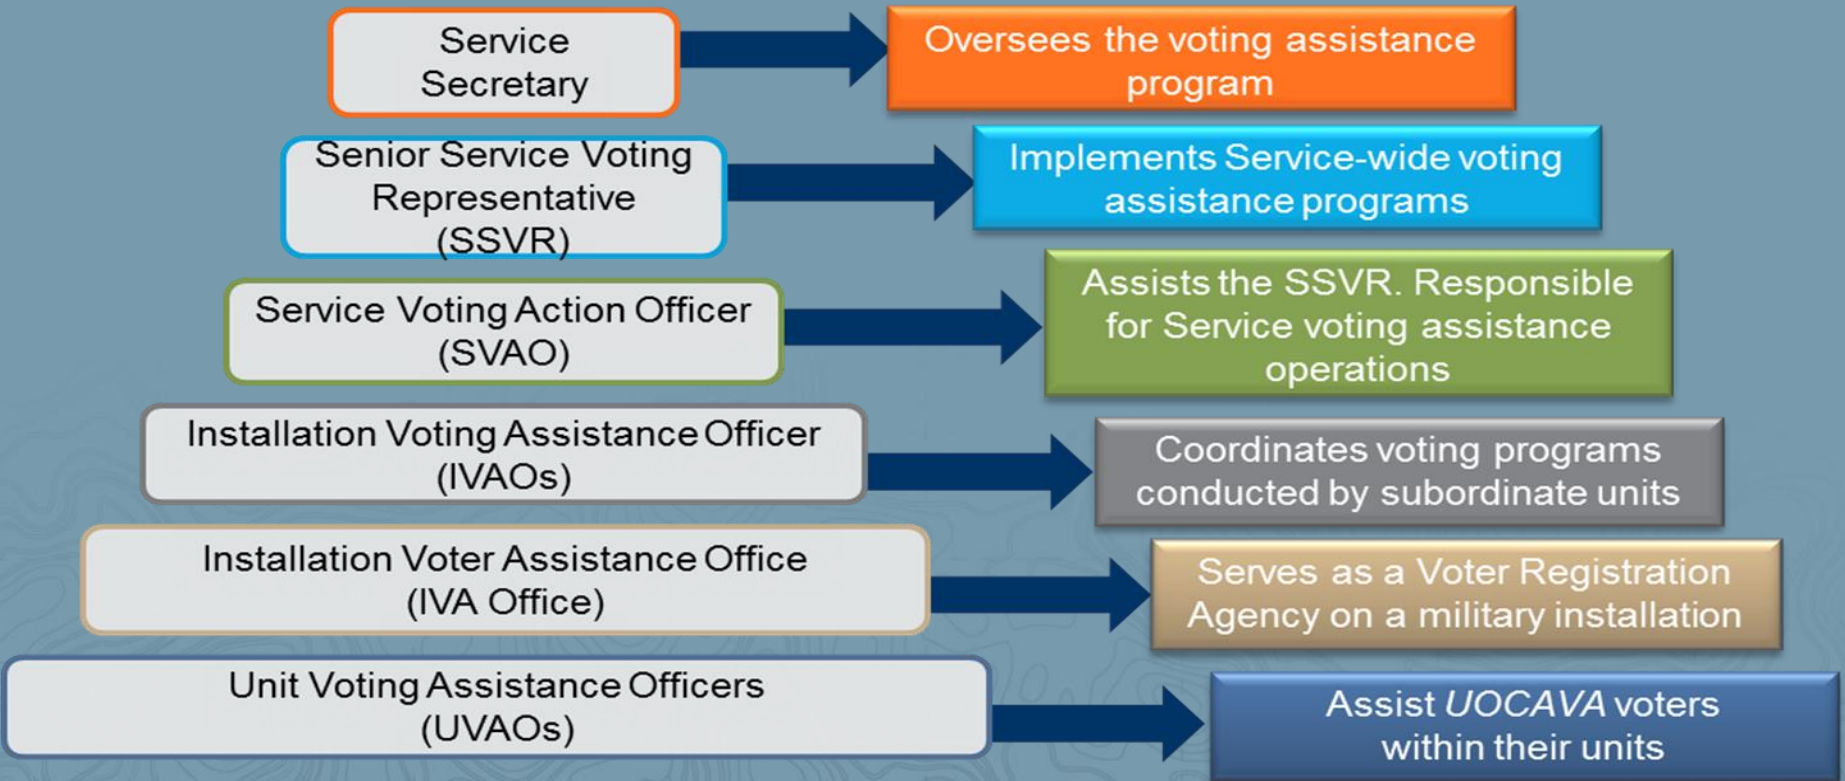 Service
Secretary
Oversees the voting assistance
program
Senior Service Voting
Representative
(SSVR)
Implements Service-wide voting
assistance programs
Service Voting Action Officer
(SVAO)
Assists the SSVR. Responsible
for Service voting assistance
operations
Installation Voting Assistance Officer
(IVAOs)
Coordinates voting programs
conducted by subordinate units
Installation Voter Assistance Office
(IVA Office)
Serves as a Voter Registration
Agency on a military installation
Unit Voting Assistance Officers
(UVAOs)
Assist UOCAVA voters
within their units